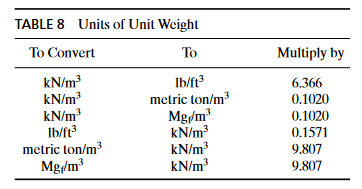 TABLE 8 Units of Unit Weight
To Convert To Multiply by
kN/m³ lb/ft³ 6.366
kN/m³ metric ton/m³ 0.1020
kN/m³ Mgf/m³ 0.1020
lb/ft³ kN/m³ 0.1571
metric ton/m³ kN/m³ 9.807
Mgf/m³ kN/m³ 9.807